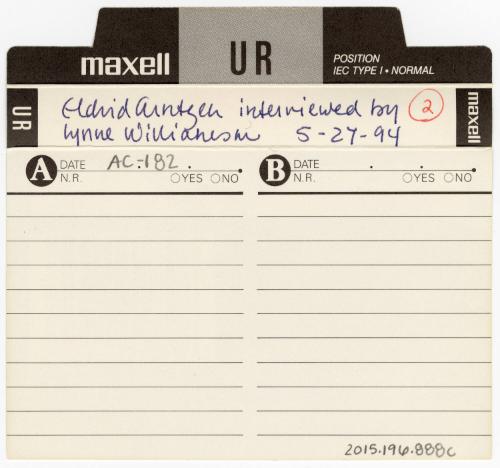 maxell UR POSITION
IEC TYPE I • NORMAL
UR Eldrid Arntzen interviewed by 2 maxell
Lynne Williamson 5-27-94
A DATE AC-182
N.R. ○YES ○NO
B DATE . . .
N.R. ○YES ○NO
2015.196.888c